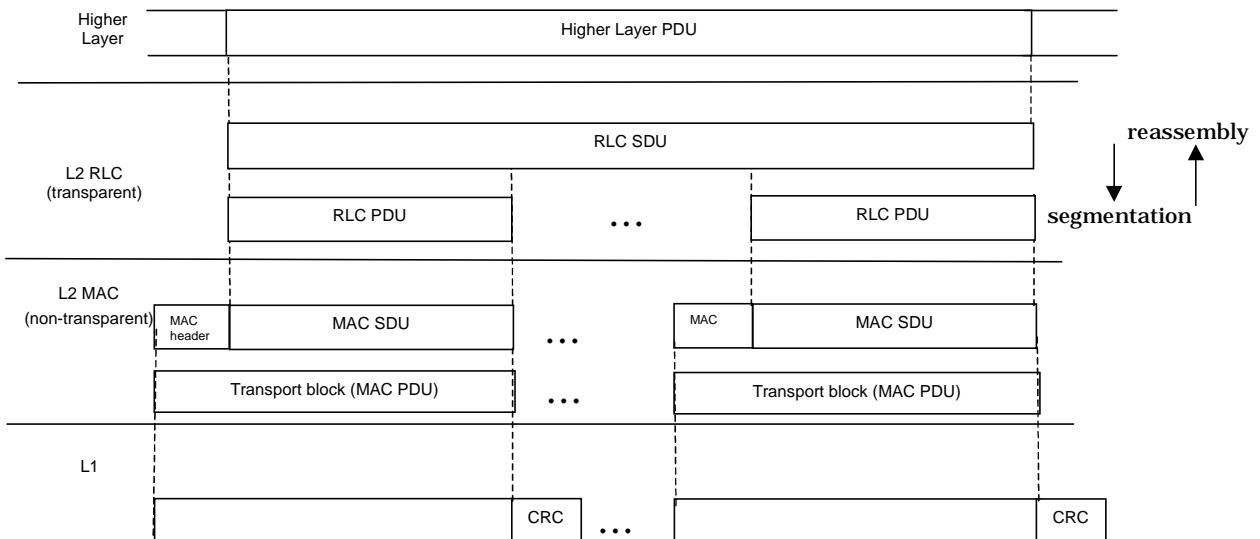 Higher
Layer
Higher Layer PDU
RLC SDU
reassembly
L2 RLC
(transparent)
RLC PDU
...
RLC PDU
segmentation
L2 MAC
(non-transparent)
MAC
header
MAC SDU
...
MAC
MAC SDU
Transport block (MAC PDU)
...
Transport block (MAC PDU)
L1
CRC
...
CRC